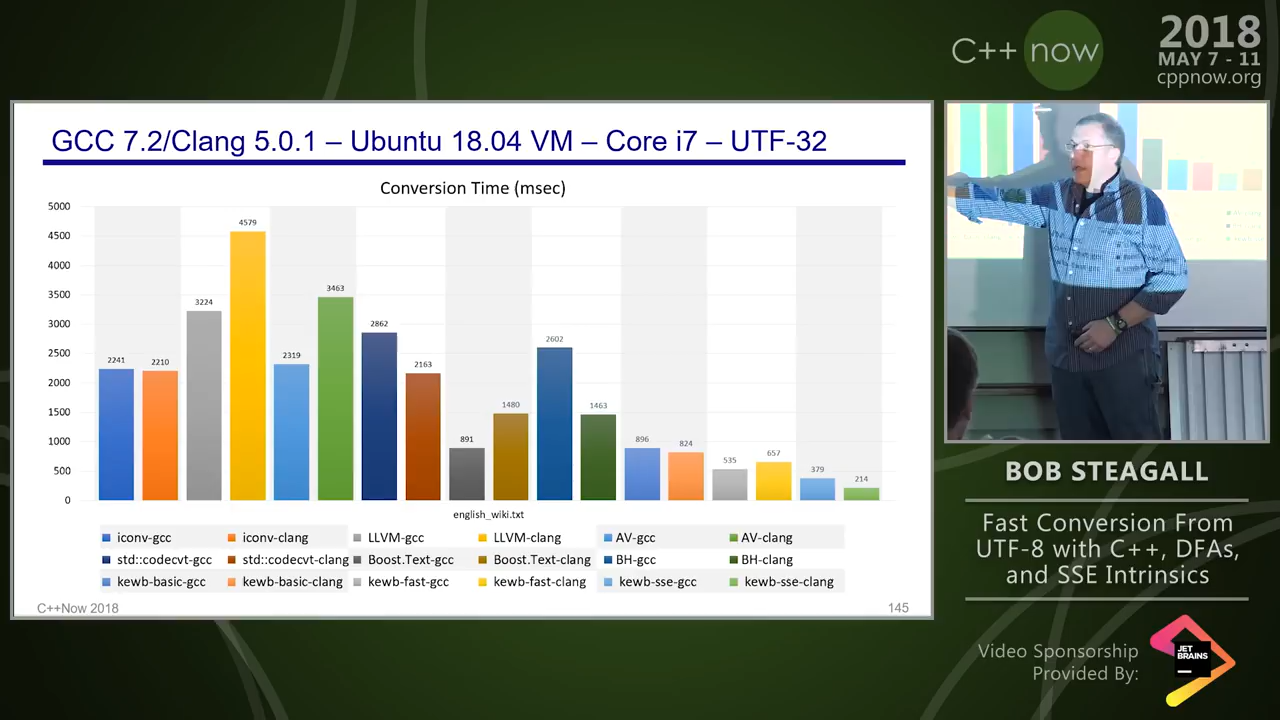 C++ now
2018
MAY 7 - 11
cppnow.org
GCC 7.2/Clang 5.0.1 – Ubuntu 18.04 VM – Core i7 – UTF-32
Conversion Time (msec)
5000
4500
4000
3500
3000
2500
2000
1500
1000
500
0
2241
2210
3224
4579
2319
3463
2862
2163
891
1480
2602
1463
896
824
535
657
379
214
english_wiki.txt
iconv-gcc iconv-clang LLVM-gcc LLVM-clang AV-gcc AV-clang
std::codecvt-gcc std::codecvt-clang Boost.Text-gcc Boost.Text-clang BH-gcc BH-clang
kewb-basic-gcc kewb-basic-clang kewb-fast-gcc kewb-fast-clang kewb-sse-gcc kewb-sse-clang
C++Now 2018
145
BOB STEAGALL
Fast Conversion From
UTF-8 with C++, DFAs,
and SSE Intrinsics
Video Sponsorship
Provided By:
JET
BRAINS